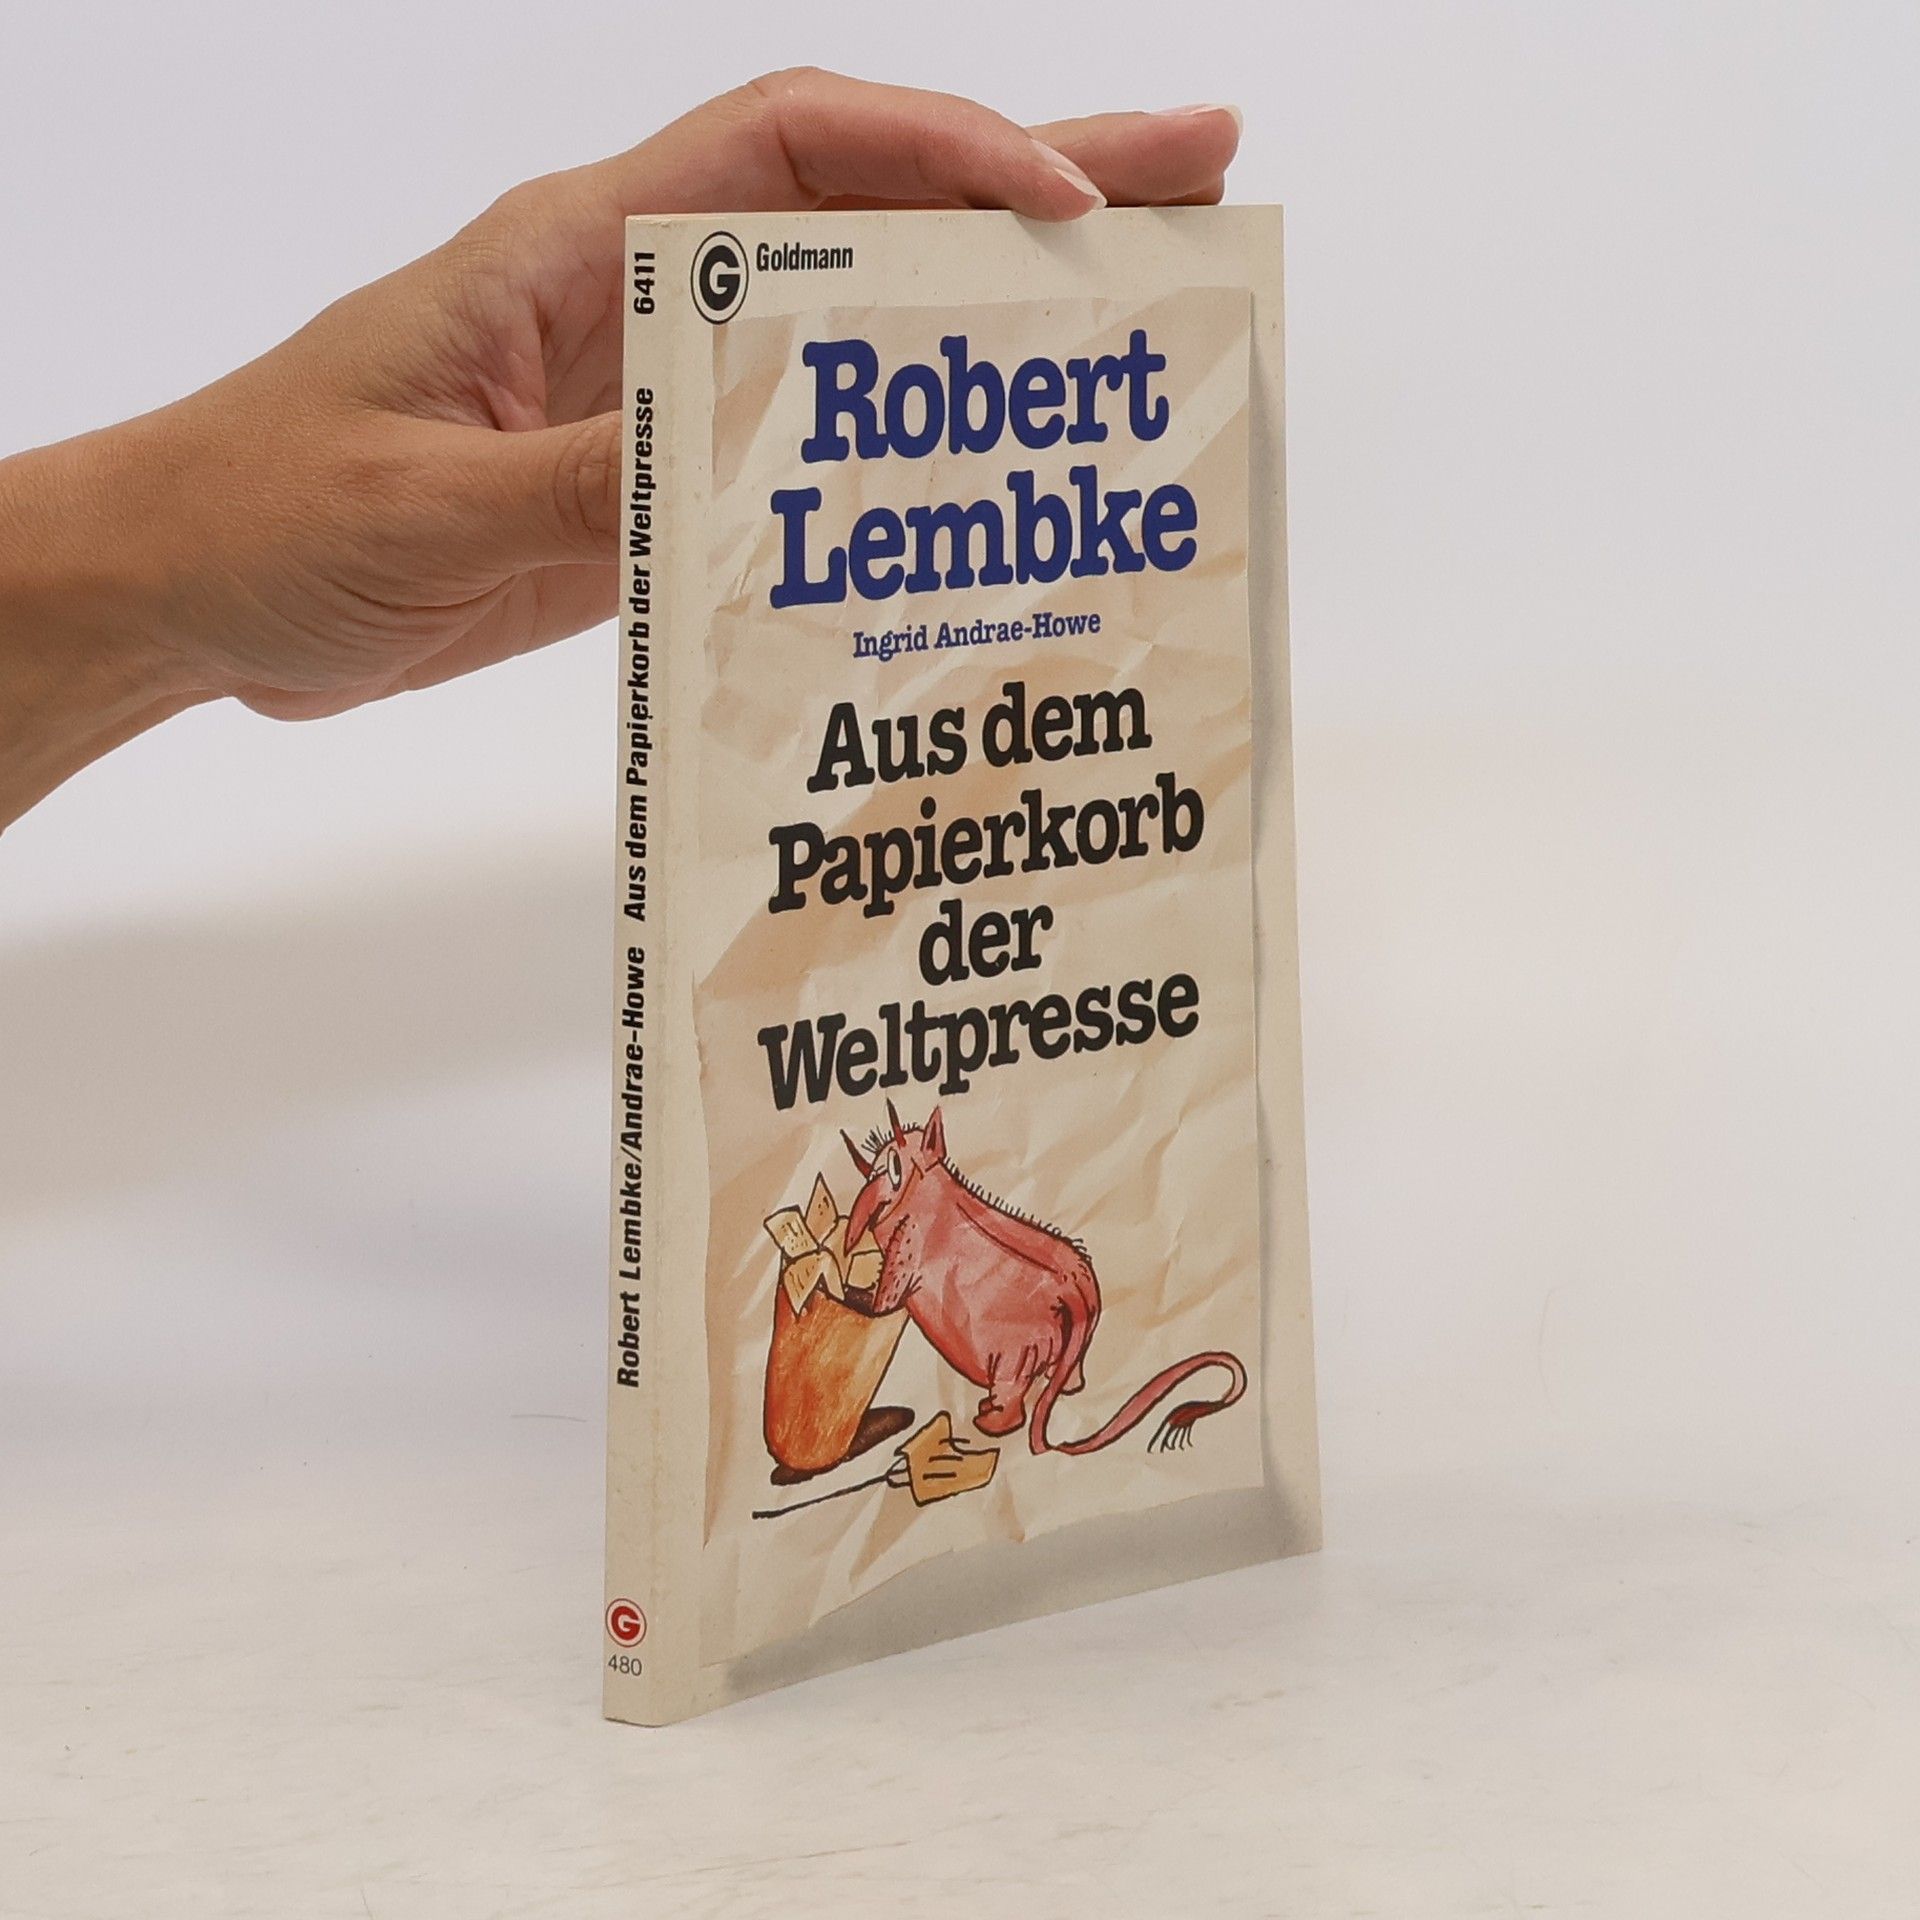 G Goldmann
Robert
Lembke
Ingrid Andrae-Howe
Aus dem
Papierkorb
der
Weltpresse
Robert Lembke/Andrae-Howe Aus dem Papierkorb der Weltpresse 6411
G
480